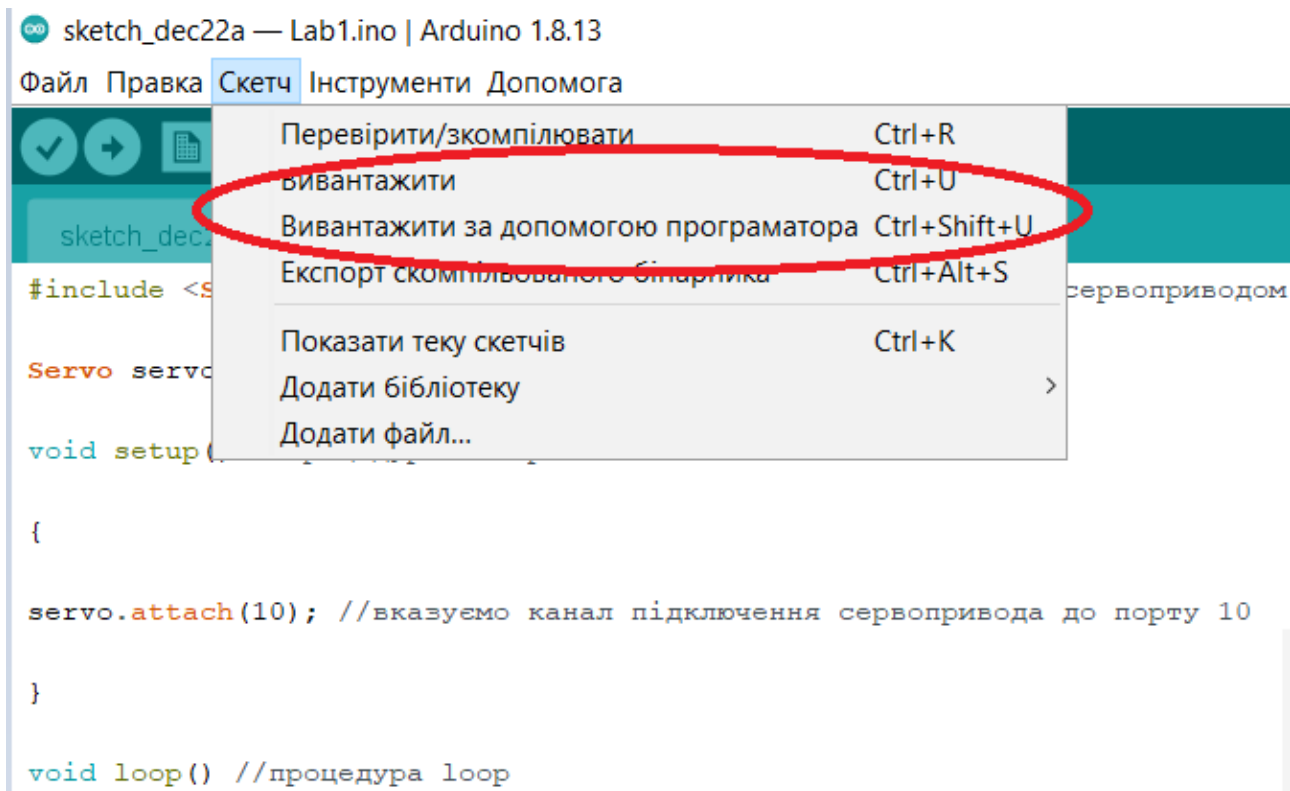 sketch_dec22a — Lab1.ino | Arduino 1.8.13
Файл Правка Скетч Інструменти Допомога
Перевірити/зкомпілювати Ctrl+R
Вивантажити Ctrl+U
Вивантажити за допомогою програматора Ctrl+Shift+U
sketch_dec2
Експорт скомпільованого бінарника Ctrl+Alt+S
#include <S сервоприводом
Показати теку скетчів Ctrl+K
Servo servo
Додати бібліотеку >
Додати файл...
void setup(
{
servo.attach(10); //вказуємо канал підключення сервопривода до порту 10
}
void loop() //процедура loop